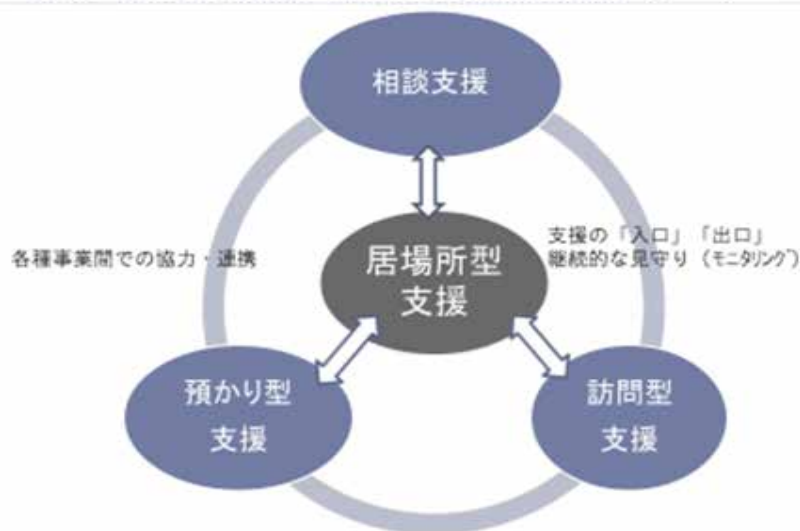 相談支援
各種事業間での協力・連携
居場所型
支援
支援の「入口」「出口」
継続的な見守り（ﾓﾆﾀﾘﾝｸﾞ）
預かり型
支援
訪問型
支援